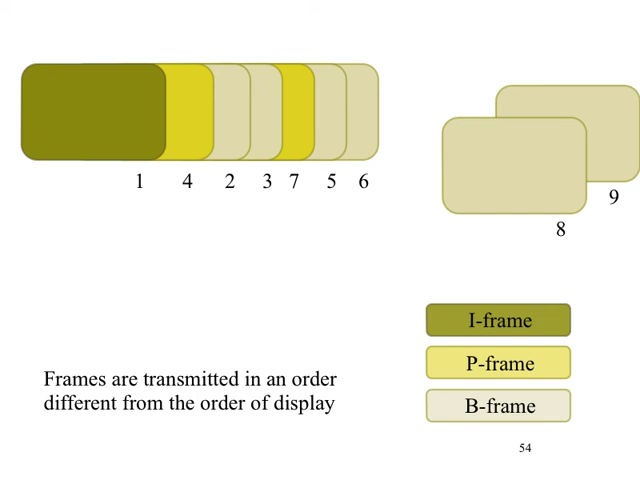 1 4 2 3 7 5 6
9
8
I-frame
P-frame
B-frame
Frames are transmitted in an order
different from the order of display
54